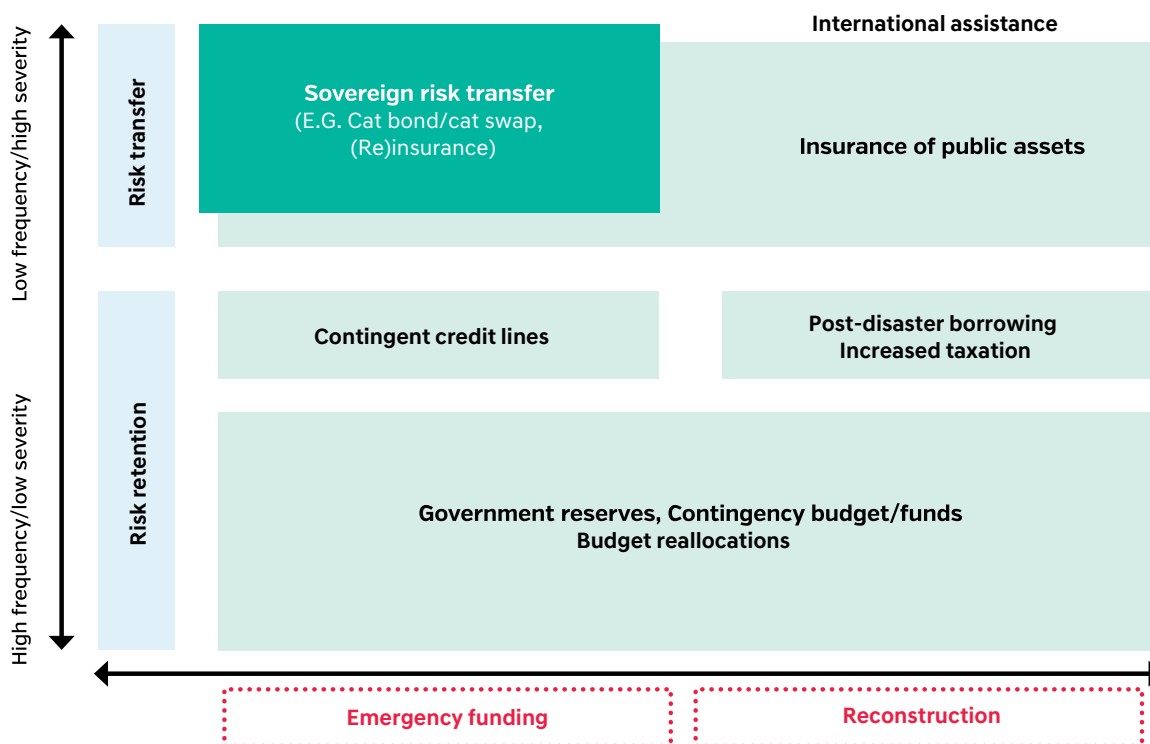 International assistance
Low frequency/high severity
Risk transfer
Sovereign risk transfer
(E.G. Cat bond/cat swap,
(Re)insurance)
Insurance of public assets
High frequency/low severity
Risk retention
Contingent credit lines
Post-disaster borrowing
Increased taxation
Government reserves, Contingency budget/funds
Budget reallocations
Emergency funding
Reconstruction